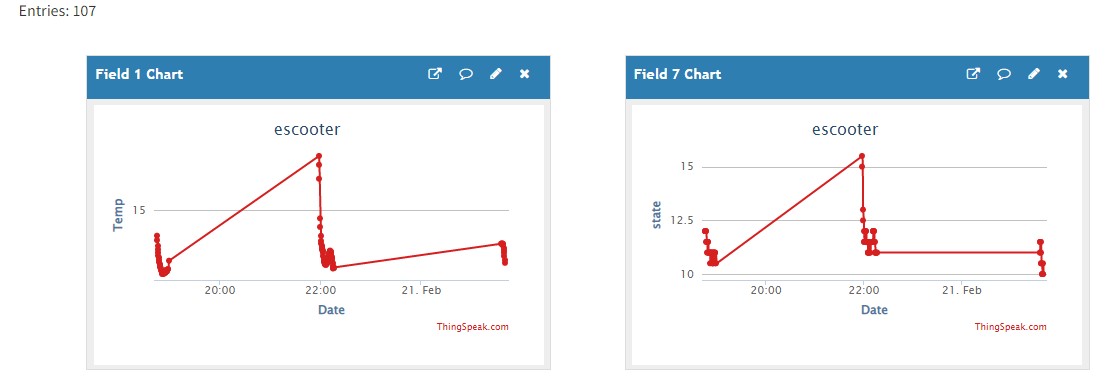 Entries: 107
Field 1 Chart
escooter
Temp
15
20:00
22:00
21. Feb
Date
ThingSpeak.com
Field 7 Chart
escooter
state
15
12.5
10
20:00
22:00
21. Feb
Date
ThingSpeak.com